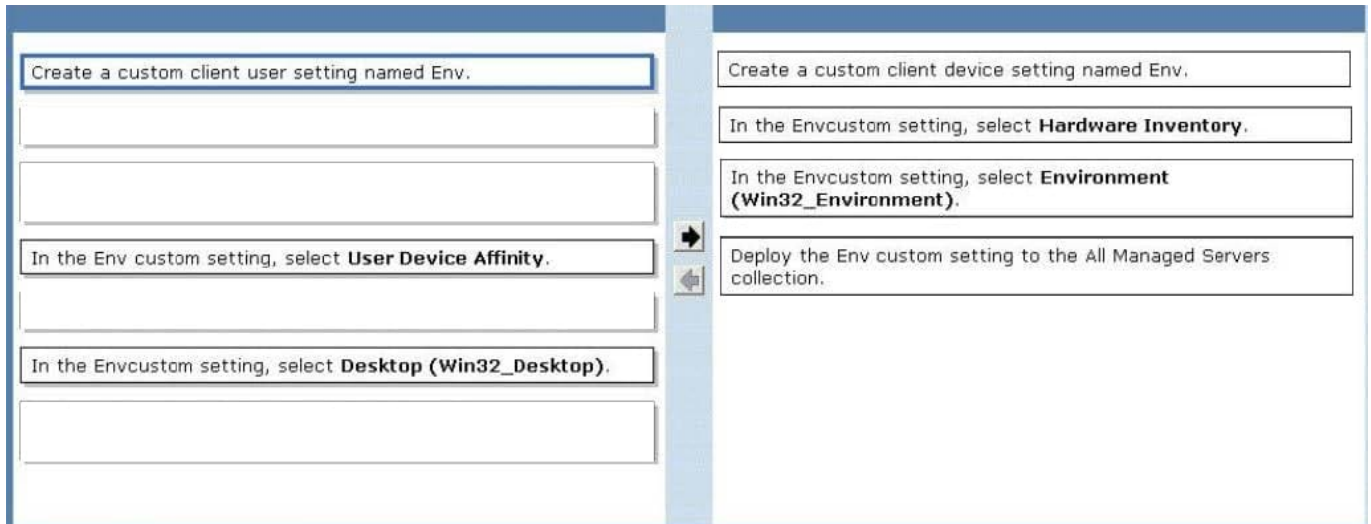 Create a custom client user setting named Env.
In the Env custom setting, select User Device Affinity.
In the Envcustom setting, select Desktop (Win32_Desktop).
Create a custom client device setting named Env.
In the Envcustom setting, select Hardware Inventory.
In the Envcustom setting, select Environment
(Win32_Environment).
Deploy the Env custom setting to the All Managed Servers
collection.